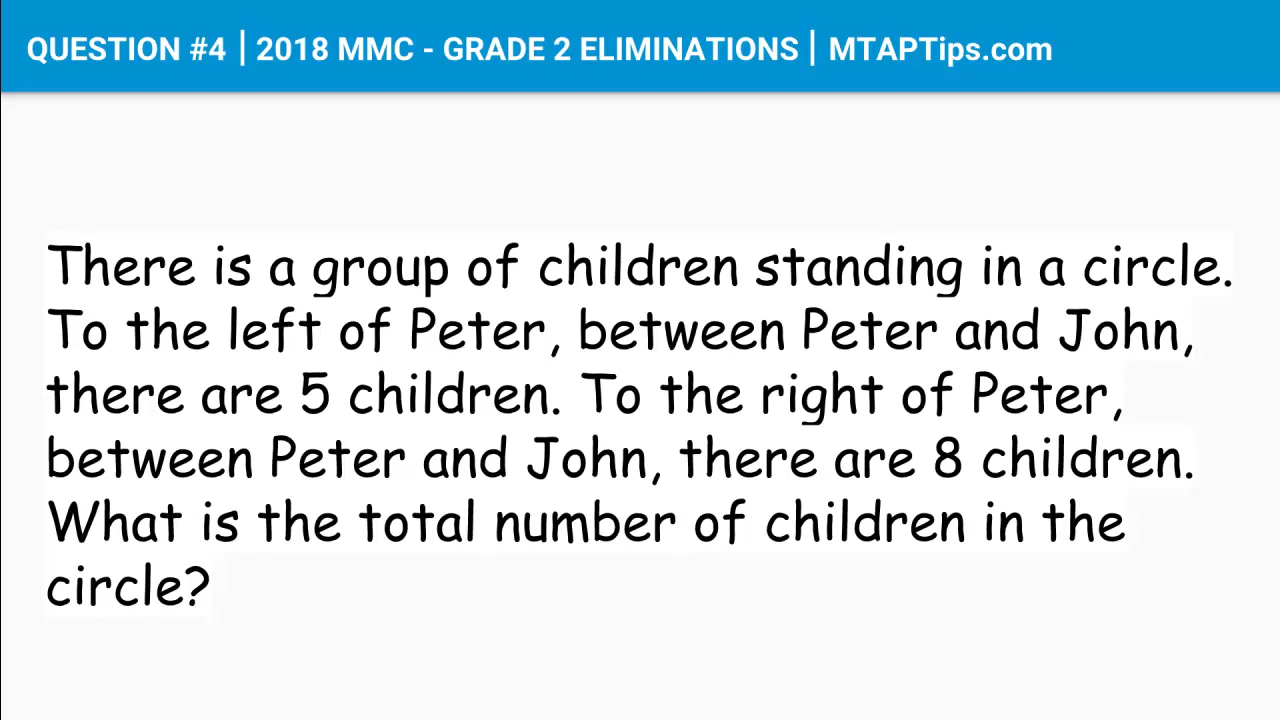 QUESTION #4 | 2018 MMC - GRADE 2 ELIMINATIONS | MTAPTips.com
There is a group of children standing in a circle.
To the left of Peter, between Peter and John,
there are 5 children. To the right of Peter,
between Peter and John, there are 8 children.
What is the total number of children in the
circle?